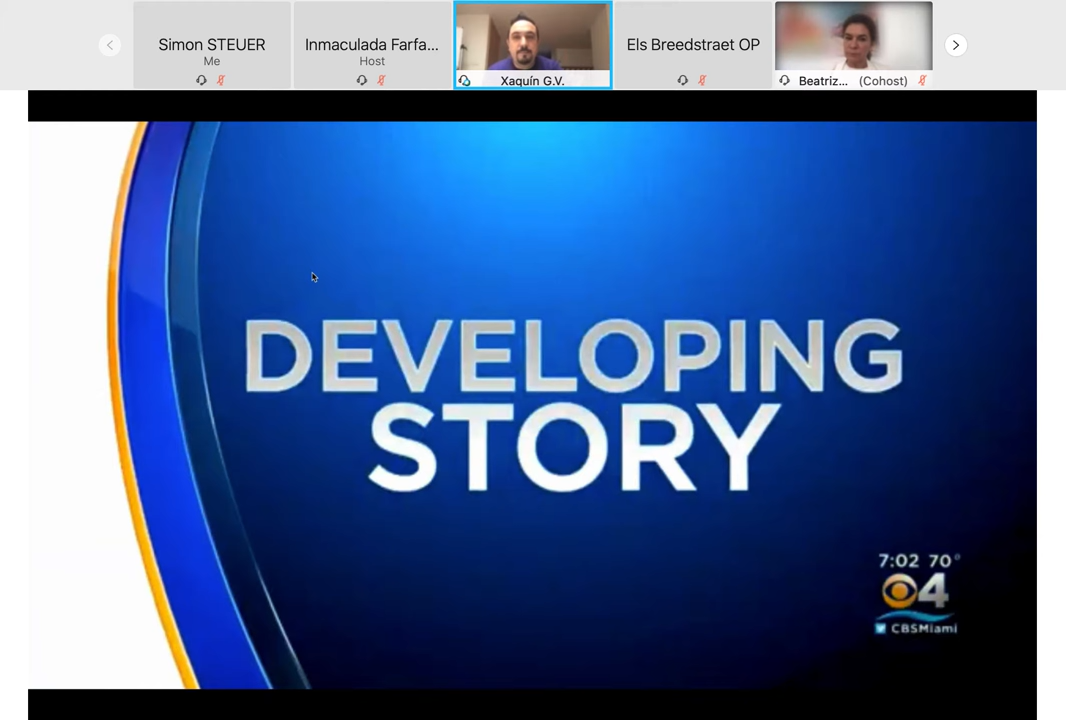 Simon STEUER
Me
Inmaculada Farfa...
Host
Xaquín G.V.
Els Breedstraet OP
Beatriz... (Cohost)
DEVELOPING
STORY
7:02 70°
4
CBSMiami